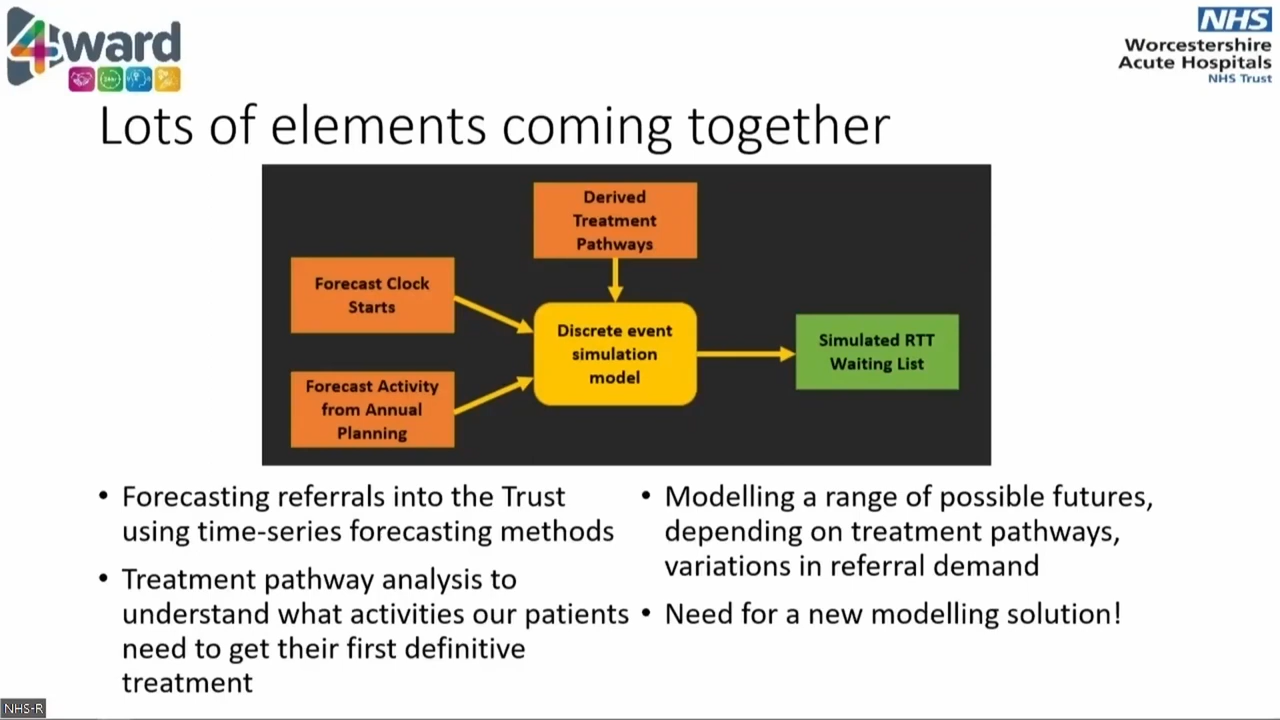 4ward
NHS
Worcestershire
Acute Hospitals
NHS Trust
Lots of elements coming together
Derived
Treatment
Pathways
Forecast Clock
Starts
Discrete event
simulation
model
Simulated RTT
Waiting List
Forecast Activity
from Annual
Planning
• Forecasting referrals into the Trust
using time-series forecasting methods
• Treatment pathway analysis to
understand what activities our patients
need to get their first definitive
treatment
• Modelling a range of possible futures,
depending on treatment pathways,
variations in referral demand
• Need for a new modelling solution!
NHS-R